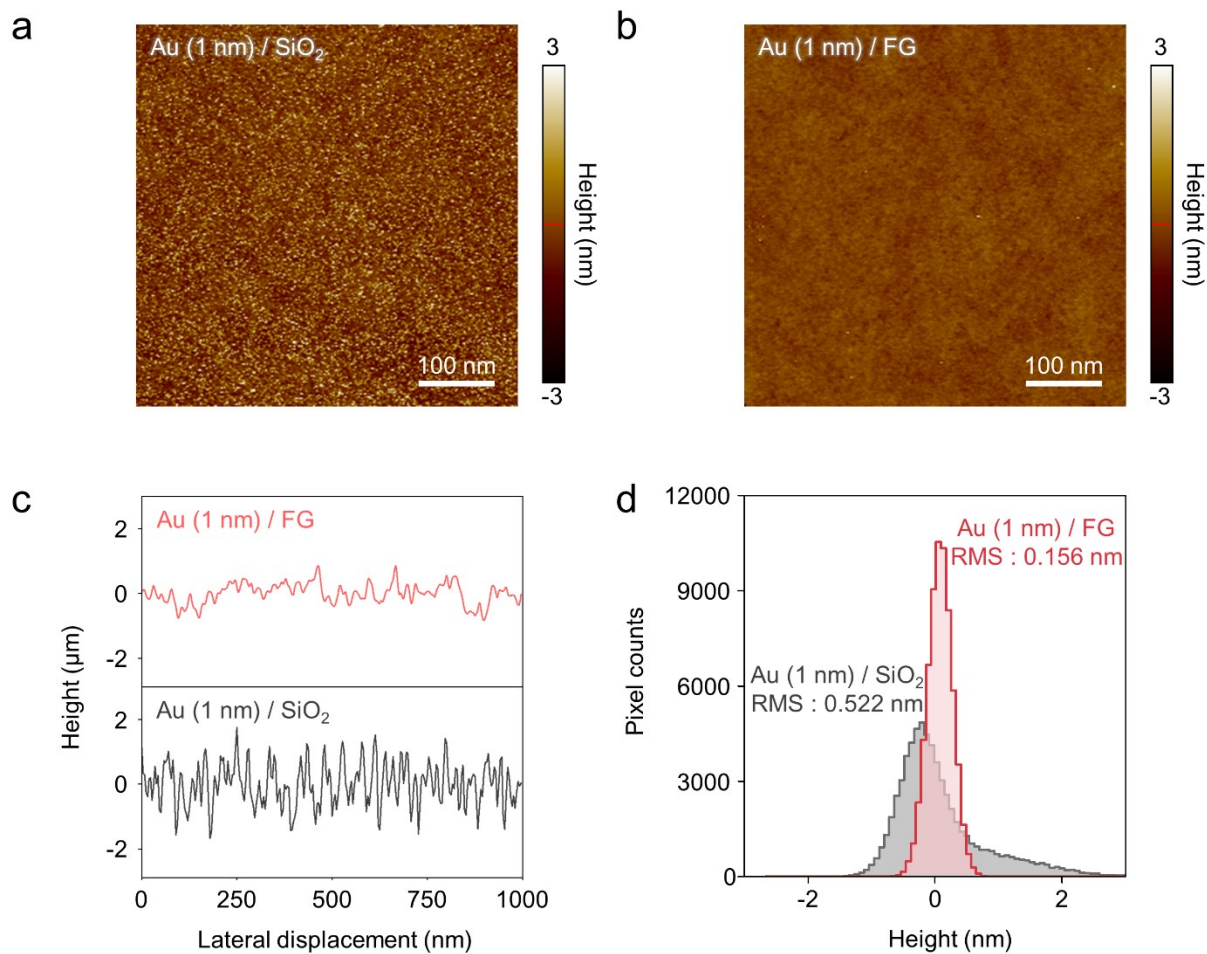 a
Au (1 nm) / SiO₂
3
Height (nm)
-3
100 nm
b
Au (1 nm) / FG
3
Height (nm)
-3
100 nm
c
Au (1 nm) / FG
2
0
-2
Au (1 nm) / SiO₂
2
0
-2
Height (μm)
0 250 500 750 1000
Lateral displacement (nm)
d
12000
9000
6000
3000
0
Pixel counts
Au (1 nm) / FG
RMS : 0.156 nm
Au (1 nm) / SiO₂
RMS : 0.522 nm
-2 0 2
Height (nm)